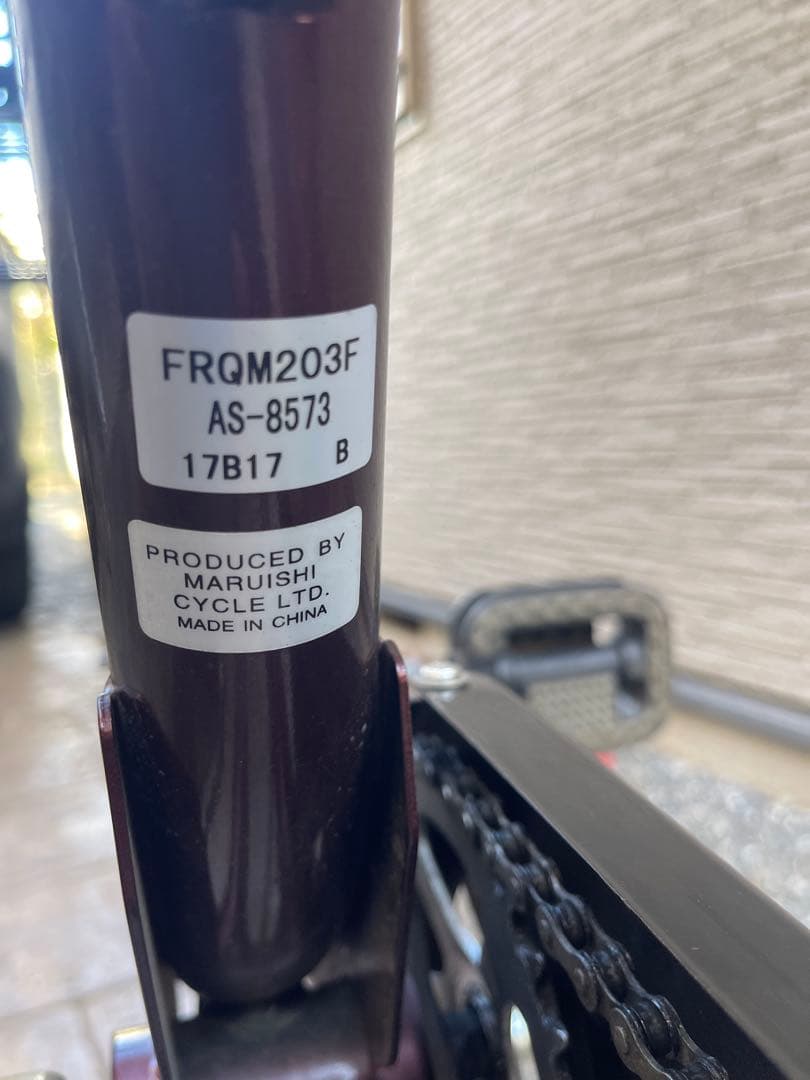 FRQM203F
AS-8573
17B17 B
PRODUCED BY
MARUISHI
CYCLE LTD.
MADE IN CHINA